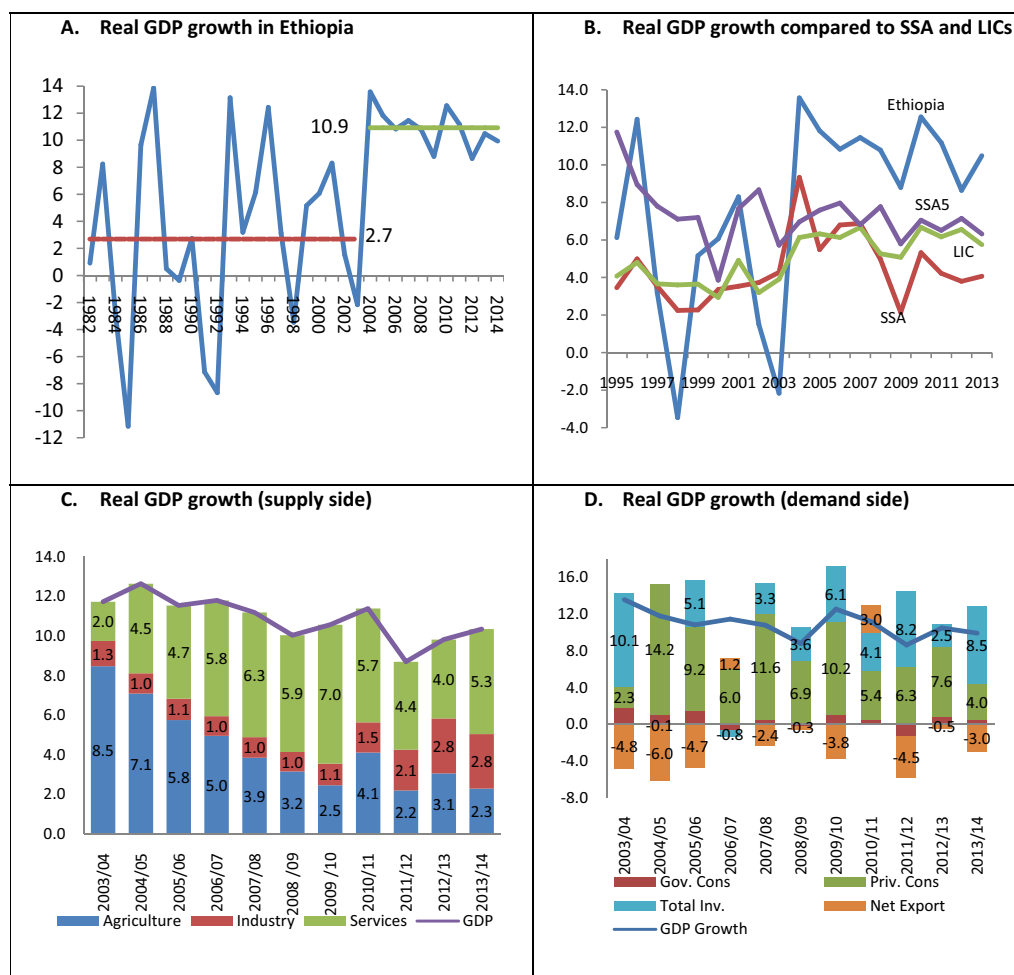 A. Real GDP growth in Ethiopia
14
12
10
8
6
4
2
0
-2
-4
-6
-8
-10
-12
10.9
2.7
1982 1984 1986 1988 1990 1992 1994 1996 1998 2000 2002 2004 2006 2008 2010 2012 2014
B. Real GDP growth compared to SSA and LICs
14.0
12.0
10.0
8.0
6.0
4.0
2.0
0.0
-2.0
-4.0
Ethiopia
SSA5
LIC
SSA
1995 1997 1999 2001 2003 2005 2007 2009 2011 2013
C. Real GDP growth (supply side)
14.0
12.0
10.0
8.0
6.0
4.0
2.0
0.0
2.0 4.5 4.7 5.8 6.3 5.9 7.0 5.7 4.4 4.0 5.3
1.3 1.0 1.1 1.0 1.0 1.0 1.1 1.5 2.1 2.8 2.8
8.5 7.1 5.8 5.0 3.9 3.2 2.5 4.1 2.2 3.1 2.3
2003/04 2004/05 2005/06 2006/07 2007/08 2008 /09 2009 /10 2010/11 2011/12 2012/13 2013/14
Agriculture Industry Services GDP
D. Real GDP growth (demand side)
16.0
12.0
8.0
4.0
0.0
-4.0
-8.0
10.1 5.1 3.3 3.6 6.1 4.1 8.2 2.5 8.5
2.3 14.2 9.2 6.0 11.6 6.9 10.2 5.4 6.3 7.6 4.0
-0.1 -0.8
-4.8 -6.0 -4.7 1.2 -2.4 -0.3 -3.8 3.0 -4.5 -0.5 -3.0
2003/04 2004/05 2005/06 2006/07 2007/08 2008/09 2009/10 2010/11 2011/12 2012/13 2013/14
Gov. Cons Priv. Cons
Total Inv. Net Export
GDP Growth